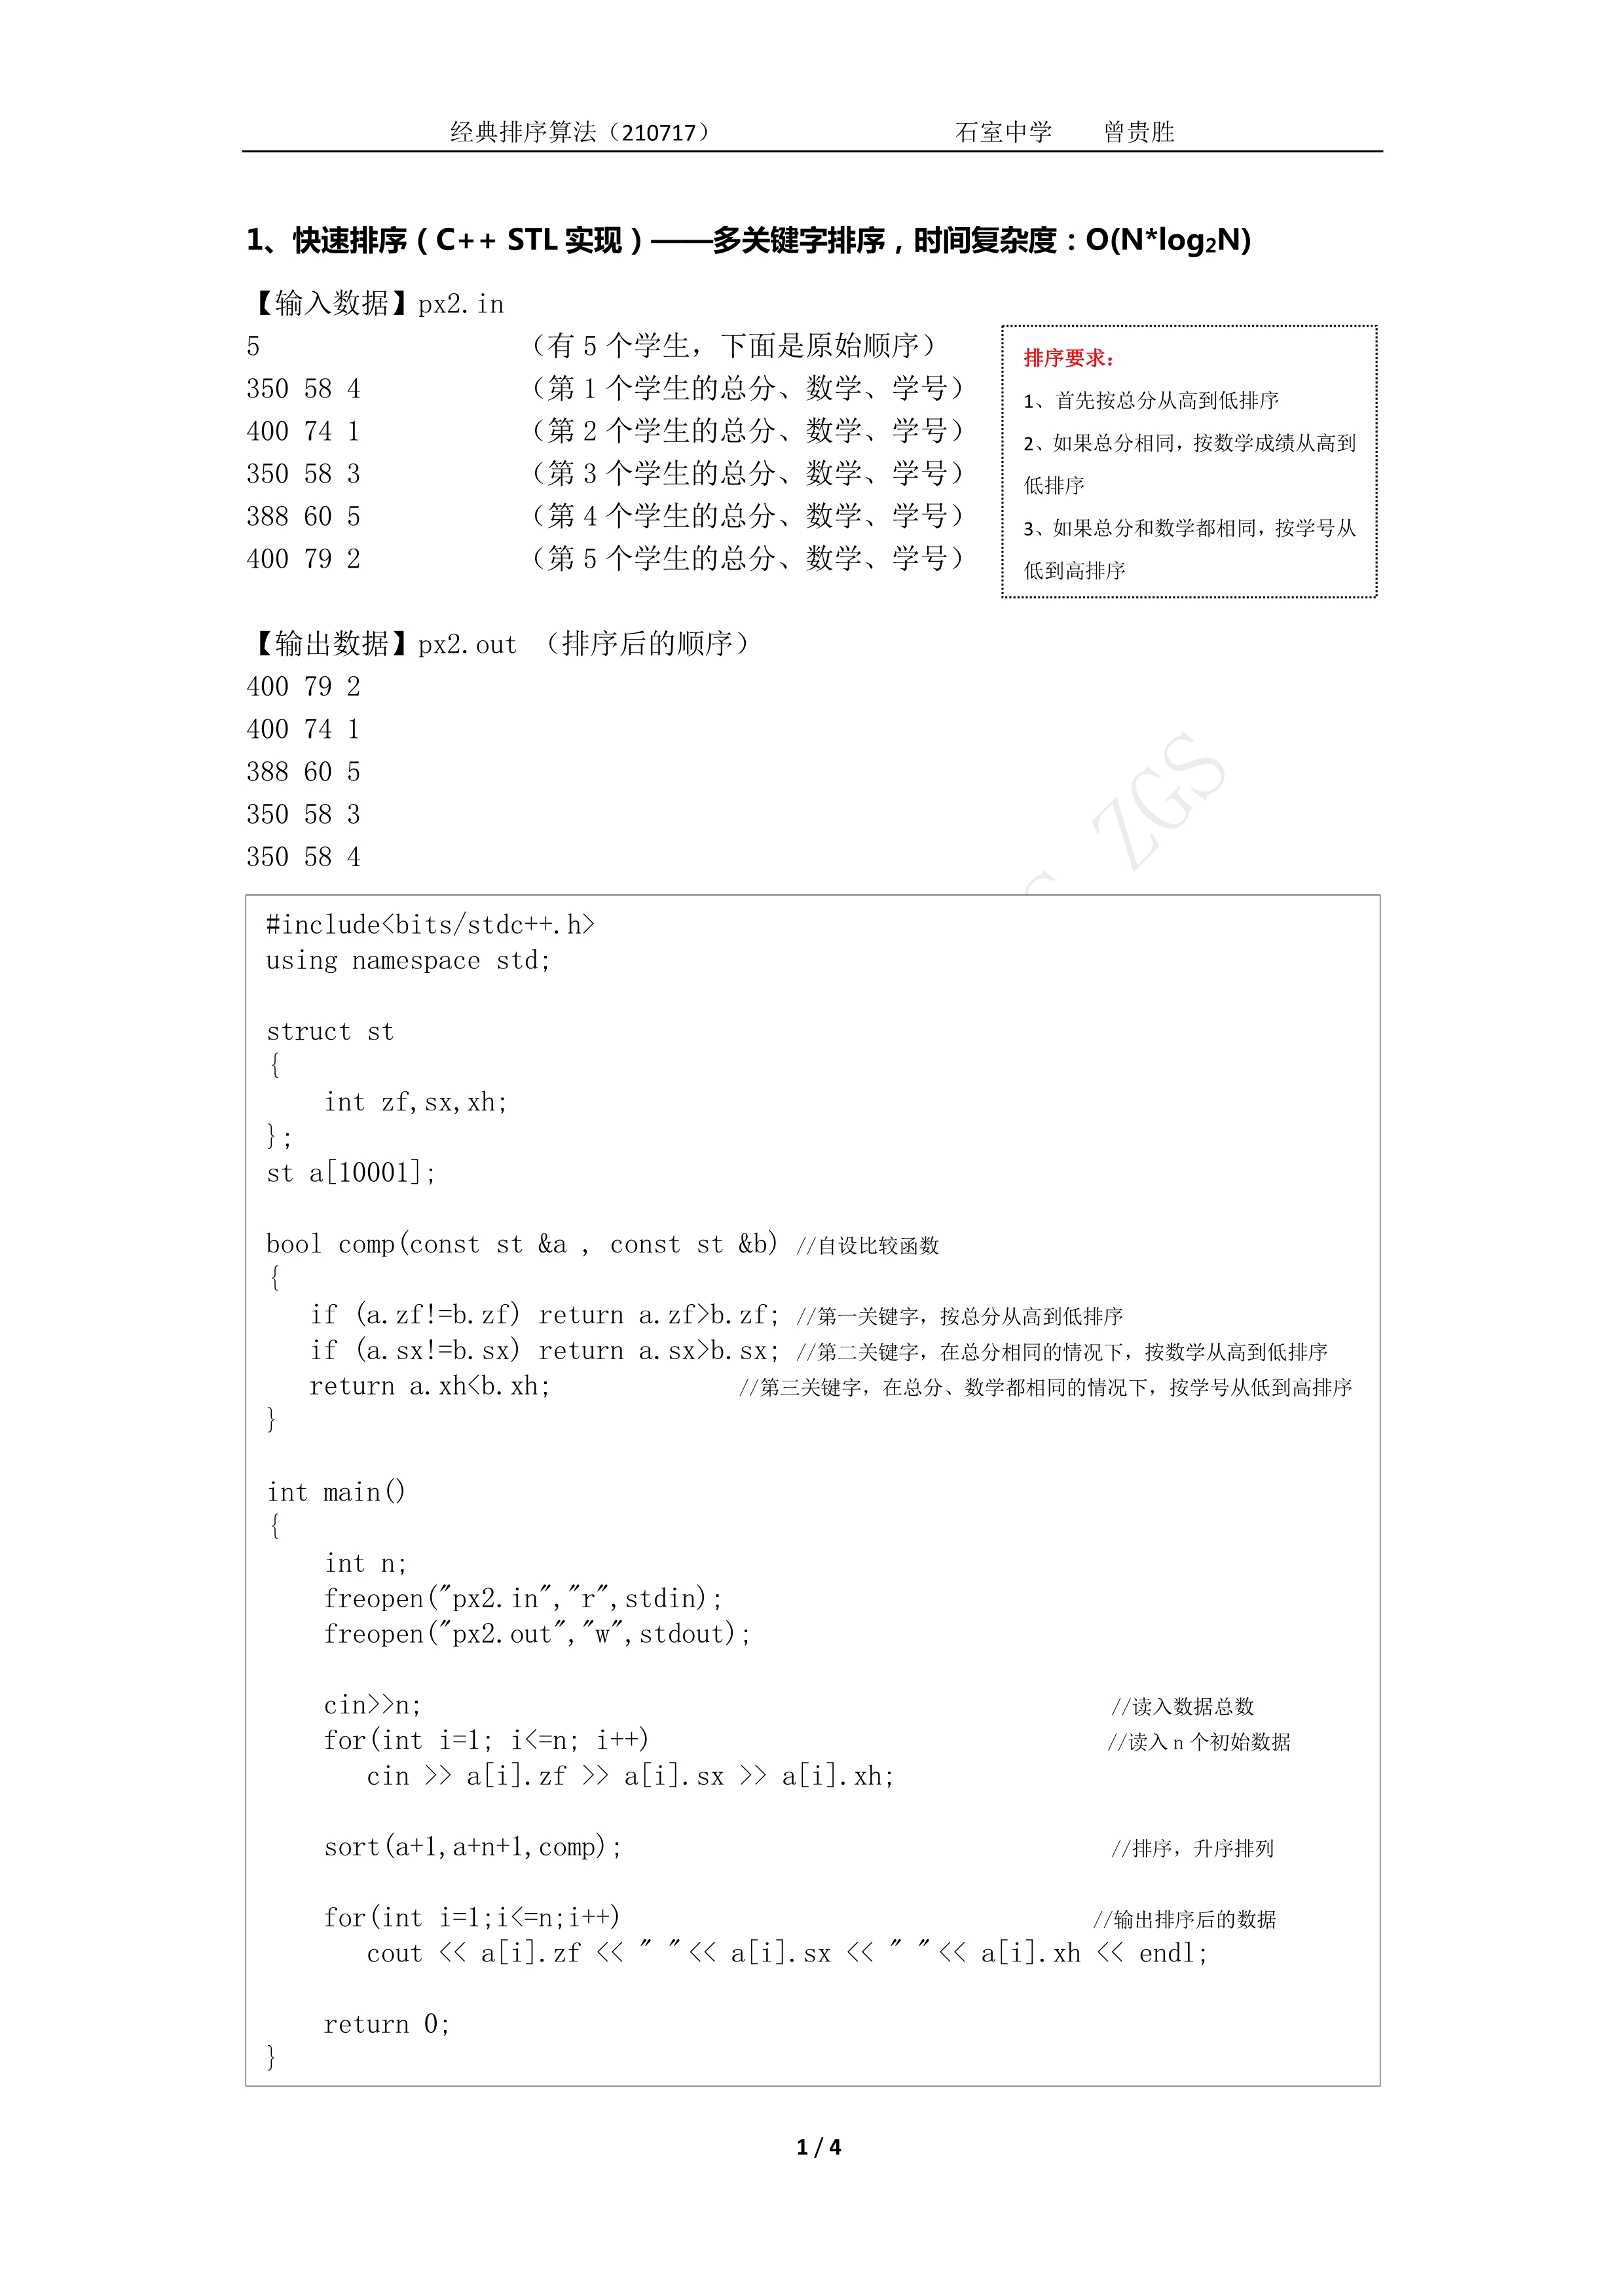 经典排序算法（210717） 石室中学 曾贵胜
1、快速排序（C++ STL 实现）——多关键字排序，时间复杂度：O(N*log2N)
【输入数据】px2.in
5 （有 5 个学生，下面是原始顺序）
350 58 4 （第 1 个学生的总分、数学、学号）
400 74 1 （第 2 个学生的总分、数学、学号）
350 58 3 （第 3 个学生的总分、数学、学号）
388 60 5 （第 4 个学生的总分、数学、学号）
400 79 2 （第 5 个学生的总分、数学、学号）
排序要求：
1、首先按总分从高到低排序
2、如果总分相同，按数学成绩从高到
低排序
3、如果总分和数学都相同，按学号从
低到高排序
【输出数据】px2.out （排序后的顺序）
400 79 2
400 74 1
388 60 5
350 58 3
350 58 4
ZGS
#include<bits/stdc++.h>
using namespace std;
struct st
{
    int zf,sx,xh;
};
st a[10001];
bool comp(const st &a , const st &b) //自设比较函数
{
   if (a.zf!=b.zf) return a.zf>b.zf; //第一关键字，按总分从高到低排序
   if (a.sx!=b.sx) return a.sx>b.sx; //第二关键字，在总分相同的情况下，按数学从高到低排序
   return a.xh<b.xh; //第三关键字，在总分、数学都相同的情况下，按学号从低到高排序
}
int main()
{
    int n;
    freopen("px2.in","r",stdin);
    freopen("px2.out","w",stdout);
    cin>>n; //读入数据总数
    for(int i=1; i<=n; i++) //读入 n 个初始数据
       cin >> a[i].zf >> a[i].sx >> a[i].xh;
    sort(a+1,a+n+1,comp); //排序，升序排列
    for(int i=1;i<=n;i++) //输出排序后的数据
       cout << a[i].zf << " "<< a[i].sx << " "<< a[i].xh << endl;
    return 0;
}
1 / 4